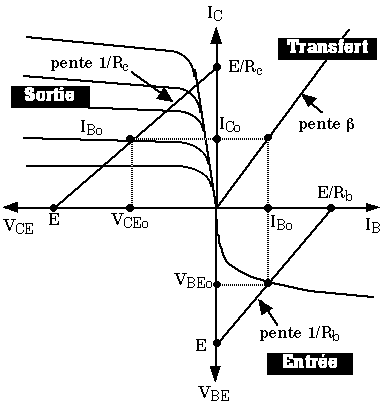 I_C
Transfert
pente 1/R_c
E/R_c
Sortie
pente β
I_Bo
I_Co
E/R_b
V_CE
E
V_CEo
I_Bo
I_B
V_BEo
pente 1/R_b
E
Entrée
V_BE